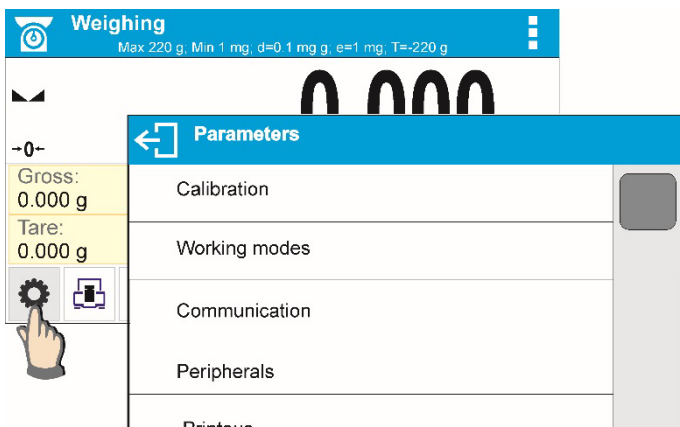 Weighing
Max 220 g; Min 1 mg; d=0.1 mg g; e=1 mg; T=-220 g
0.000
→0←
Parameters
Gross:
0.000 g
Calibration
Tare:
0.000 g
Working modes
Communication
Peripherals